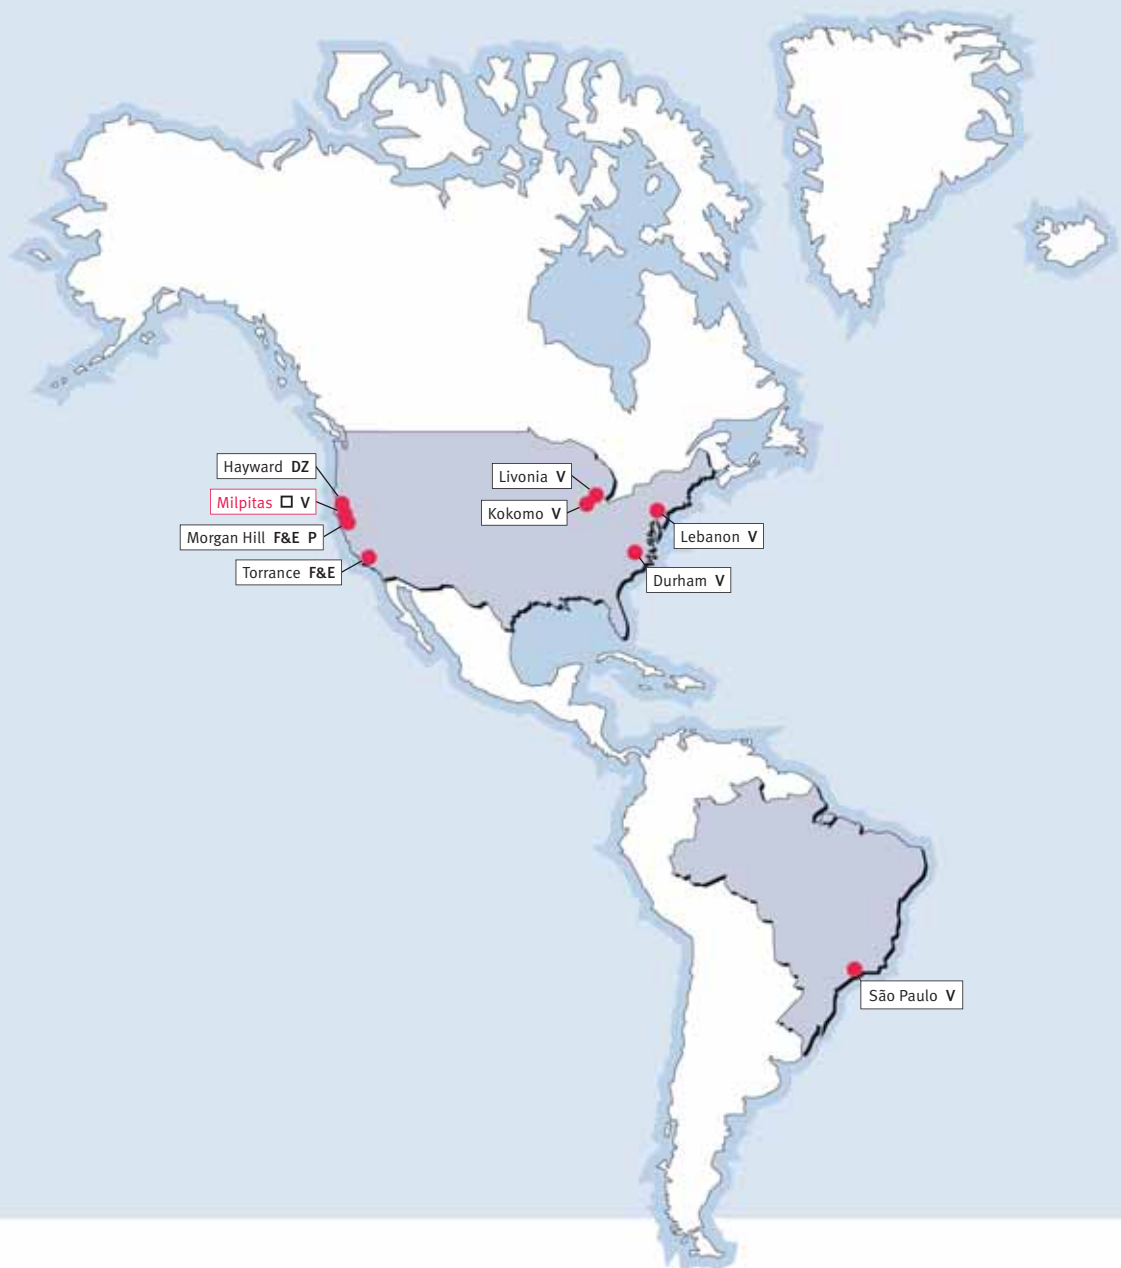 Hayward DZ
Milpitas □ V
Morgan Hill F&E P
Torrance F&E
Livonia V
Kokomo V
Lebanon V
Durham V
São Paulo V